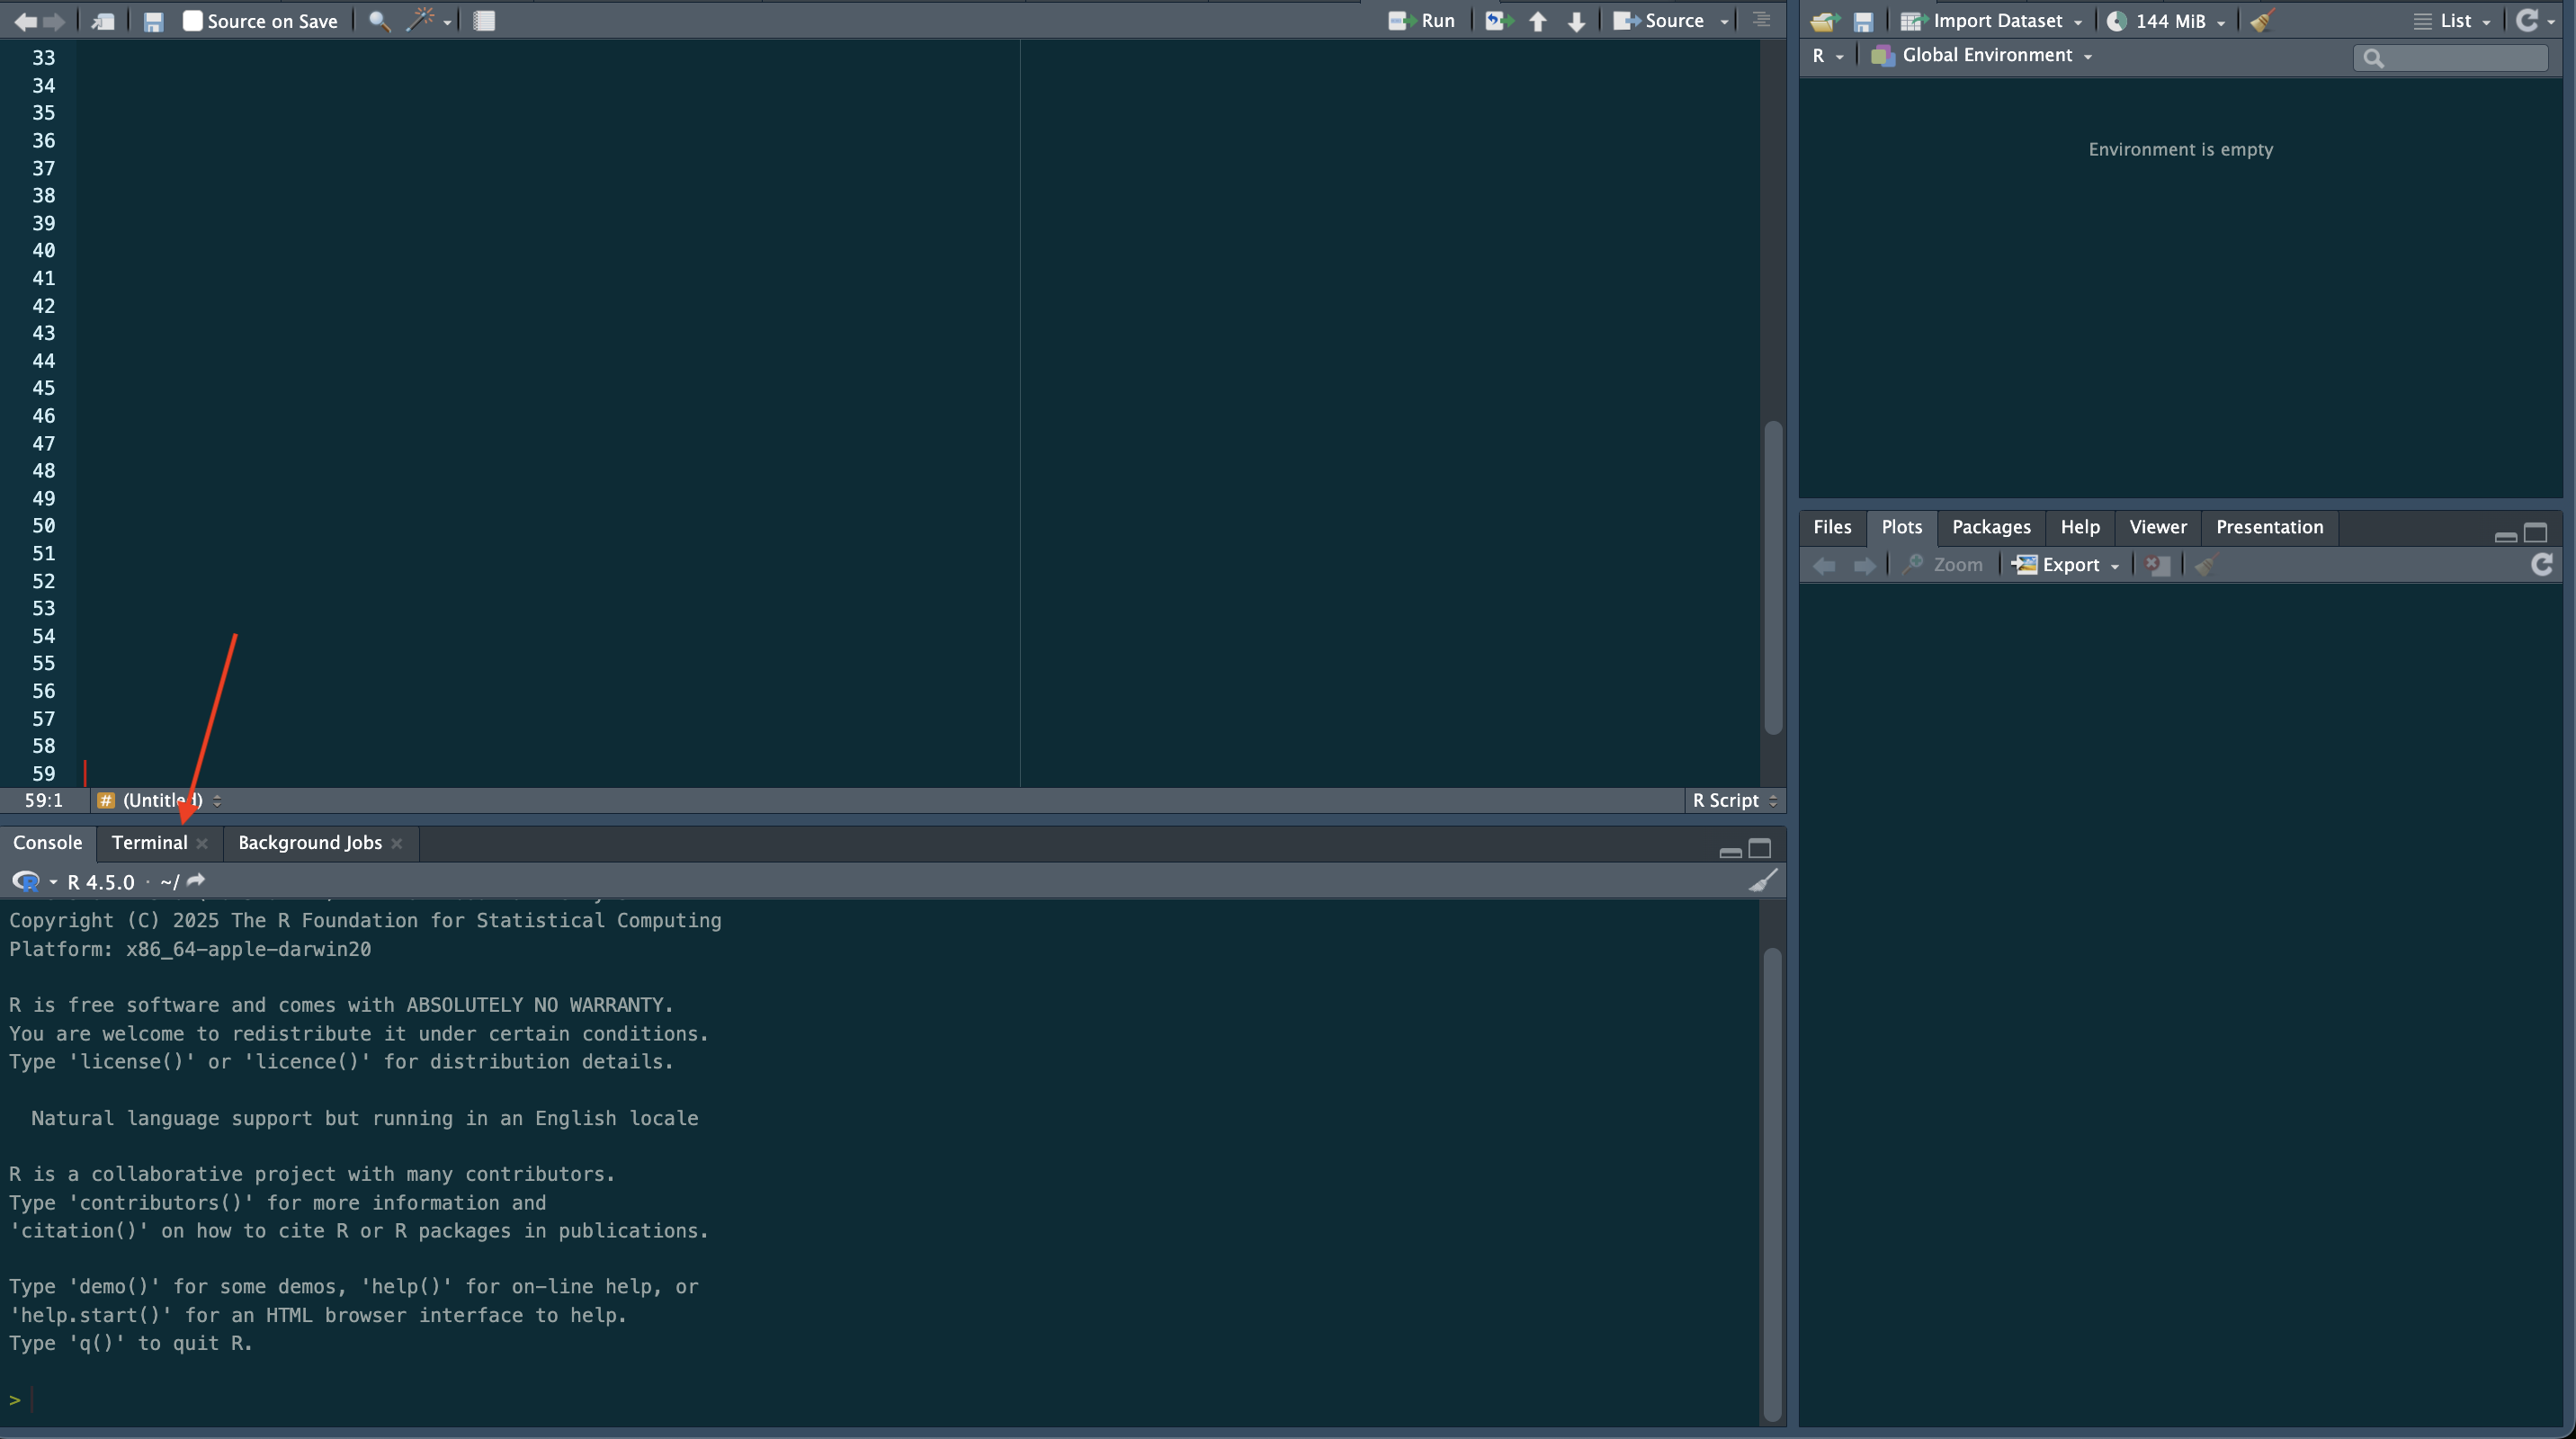 Source on Save
Run
Source
33
34
35
36
37
38
39
40
41
42
43
44
45
46
47
48
49
50
51
52
53
54
55
56
57
58
59
59:1
# (Untitled)
R Script
Console
Terminal
Background Jobs
R 4.5.0 · ~/
Copyright (C) 2025 The R Foundation for Statistical Computing
Platform: x86_64-apple-darwin20
R is free software and comes with ABSOLUTELY NO WARRANTY.
You are welcome to redistribute it under certain conditions.
Type 'license()' or 'licence()' for distribution details.
Natural language support but running in an English locale
R is a collaborative project with many contributors.
Type 'contributors()' for more information and
'citation()' on how to cite R or R packages in publications.
Type 'demo()' for some demos, 'help()' for on-line help, or
'help.start()' for an HTML browser interface to help.
Type 'q()' to quit R.
>
Import Dataset
144 MiB
List
R
Global Environment
Environment is empty
Files
Plots
Packages
Help
Viewer
Presentation
Zoom
Export